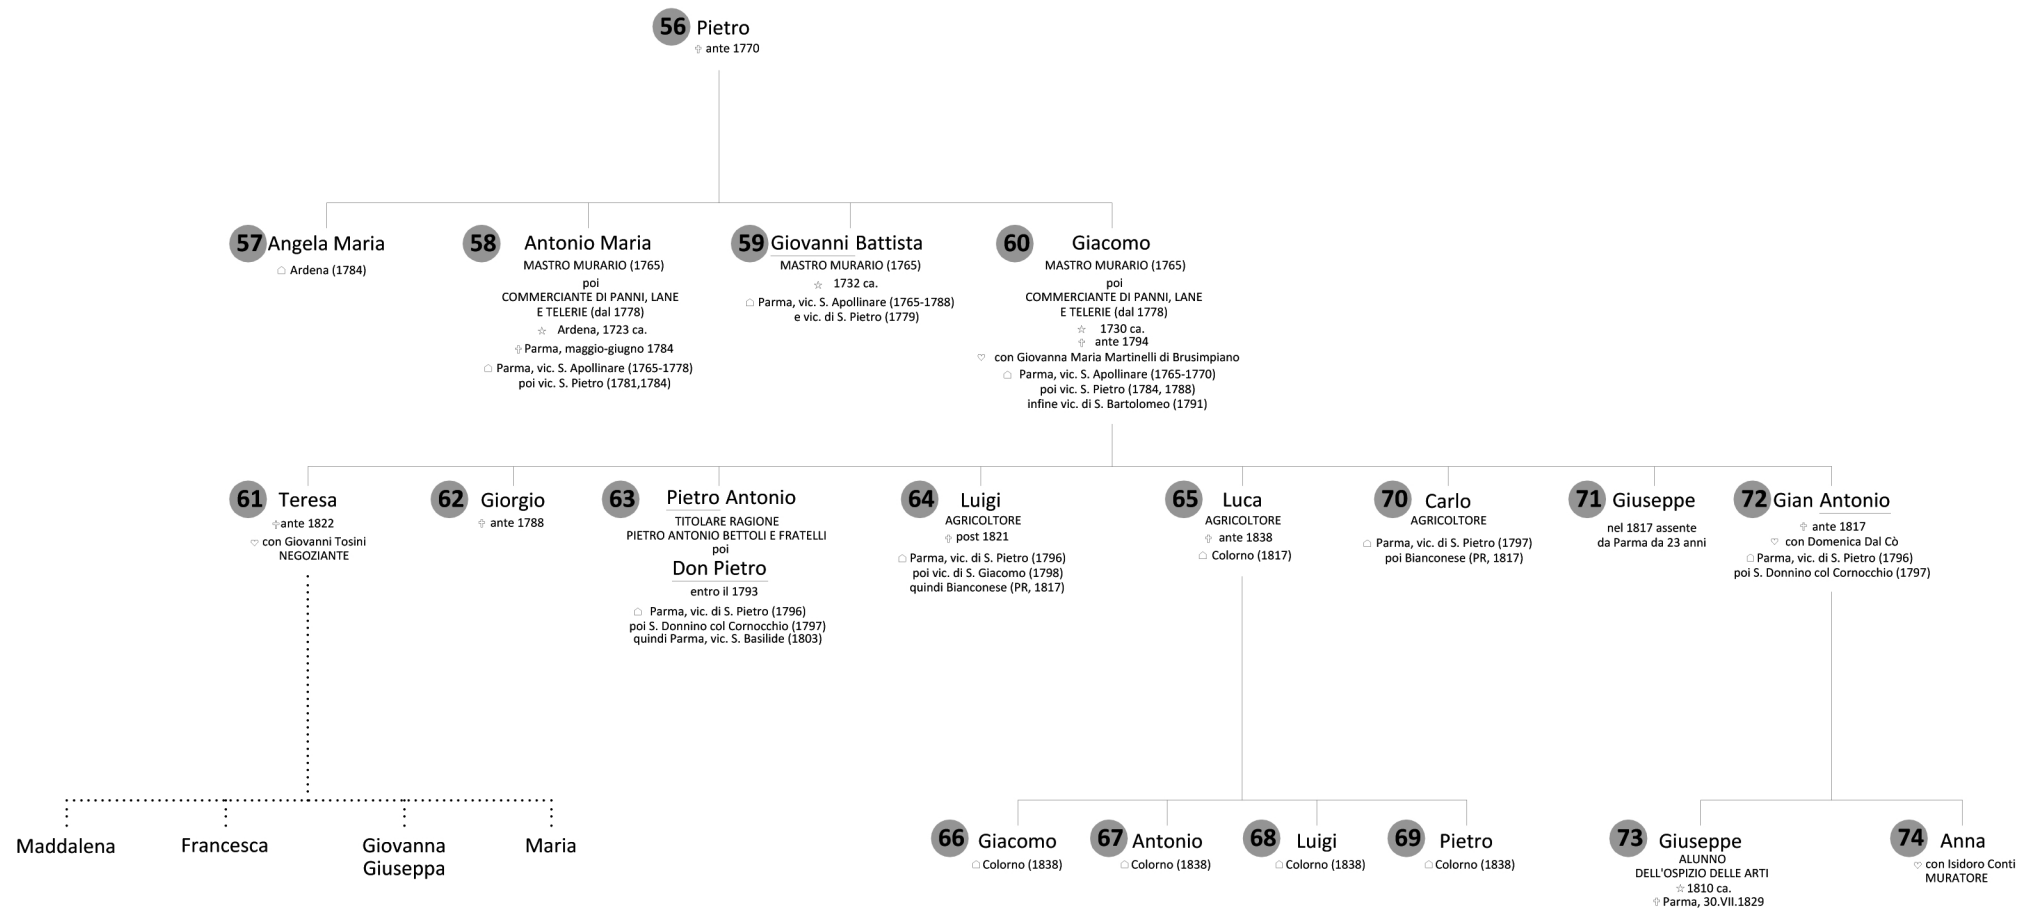 56 Pietro
✞ ante 1770
57 Angela Maria
Ardena (1784)
58 Antonio Maria
MASTRO MURARIO (1765)
poi
COMMERCIANTE DI PANNI, LANE
E TELERIE (dal 1778)
☆ Ardena, 1723 ca.
✞ Parma, maggio-giugno 1784
Parma, vic. S. Apollinare (1765-1778)
poi vic. S. Pietro (1781,1784)
59 Giovanni Battista
MASTRO MURARIO (1765)
☆ 1732 ca.
Parma, vic. S. Apollinare (1765-1788)
e vic. di S. Pietro (1779)
60 Giacomo
MASTRO MURARIO (1765)
poi
COMMERCIANTE DI PANNI, LANE
E TELERIE (dal 1778)
☆ 1730 ca.
✞ ante 1794
♡ con Giovanna Maria Martinelli di Brusimpiano
Parma, vic. S. Apollinare (1765-1770)
poi vic. S. Pietro (1784, 1788)
infine vic. di S. Bartolomeo (1791)
61 Teresa
✞ ante 1822
♡ con Giovanni Tosini
NEGOZIANTE
62 Giorgio
✞ ante 1788
63 Pietro Antonio
TITOLARE RAGIONE
PIETRO ANTONIO BETTOLI E FRATELLI
poi
Don Pietro
entro il 1793
Parma, vic. di S. Pietro (1796)
poi S. Donnino col Cornocchio (1797)
quindi Parma, vic. S. Basilide (1803)
64 Luigi
AGRICOLTORE
✞ post 1821
Parma, vic. di S. Pietro (1796)
poi vic. di S. Giacomo (1798)
quindi Bianconese (PR, 1817)
65 Luca
AGRICOLTORE
✞ ante 1838
Colorno (1817)
70 Carlo
AGRICOLTORE
Parma, vic. di S. Pietro (1797)
poi Bianconese (PR, 1817)
71 Giuseppe
nel 1817 assente
da Parma da 23 anni
72 Gian Antonio
✞ ante 1817
♡ con Domenica Dal Cò
Parma, vic. di S. Pietro (1796)
poi S. Donnino col Cornocchio (1797)
Maddalena
Francesca
Giovanna
Giuseppa
Maria
66 Giacomo
Colorno (1838)
67 Antonio
Colorno (1838)
68 Luigi
Colorno (1838)
69 Pietro
Colorno (1838)
73 Giuseppe
ALUNNO
DELL'OSPIZIO DELLE ARTI
☆ 1810 ca.
✞ Parma, 30.VII.1829
74 Anna
♡ con Isidoro Conti
MURATORE